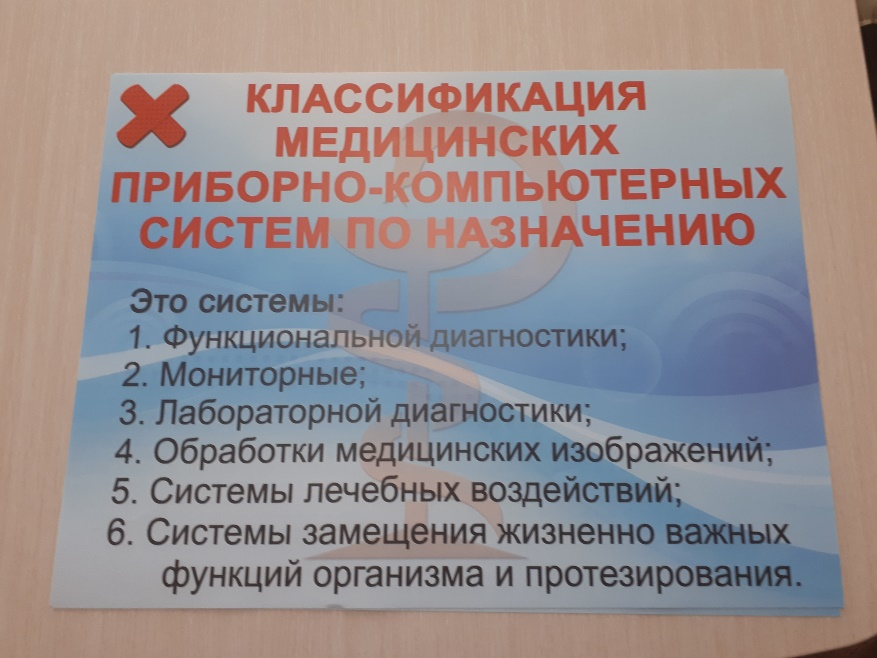 КЛАССИФИКАЦИЯ
МЕДИЦИНСКИХ
ПРИБОРНО-КОМПЬЮТЕРНЫХ
СИСТЕМ ПО НАЗНАЧЕНИЮ
Это системы:
1. Функциональной диагностики;
2. Мониторные;
3. Лабораторной диагностики;
4. Обработки медицинских изображений;
5. Системы лечебных воздействий;
6. Системы замещения жизненно важных
функций организма и протезирования.